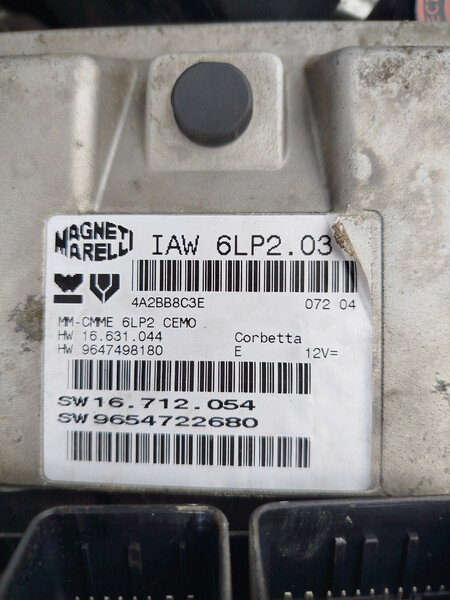 MAGNETI
MARELLI
IAW 6LP2.03
4A2BB8C3E 072 04
MM-CMME 6LP2 CEMO
HW 16.631.044 Corbetta
HW 9647498180 E 12V=
SW16.712.054
SW9654722680